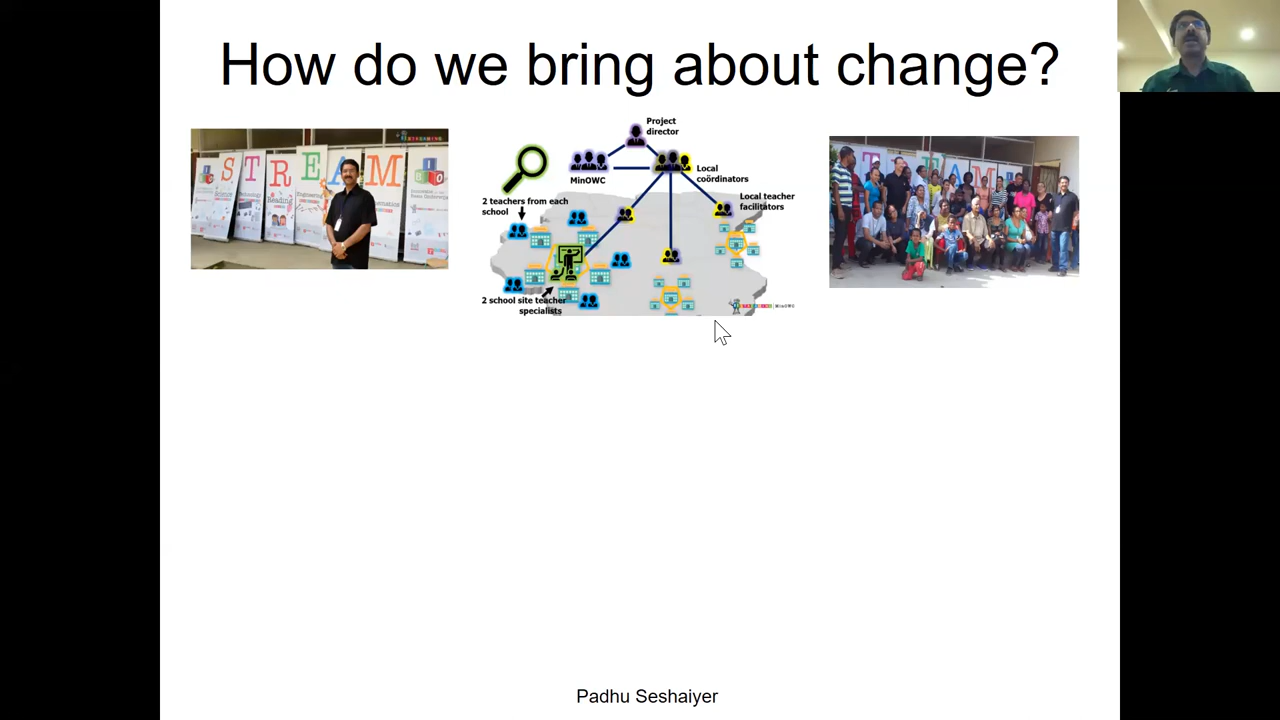 How do we bring about change?
STREAM
Project
director
MinOWC
Local
coördinators
2 teachers from each
school
Local teacher
facilitators
2 school site teacher
specialists
Padhu Seshaiyer